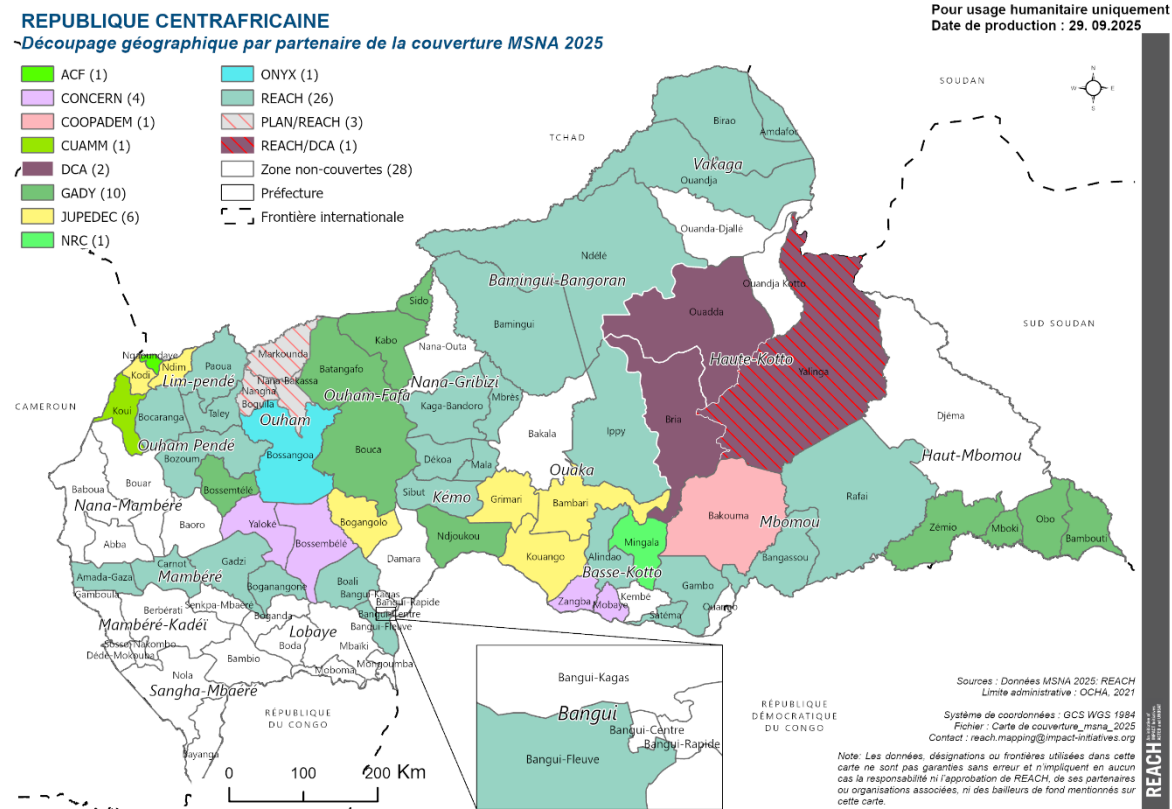 REPUBLIQUE CENTRAFRICAINE
Découpage géographique par partenaire de la couverture MSNA 2025
Pour usage humanitaire uniquement
Date de production : 29. 09.2025
ACF (1)
CONCERN (4)
COOPADEM (1)
CUAMM (1)
DCA (2)
GADY (10)
JUPEDEC (6)
NRC (1)
ONYX (1)
REACH (26)
PLAN/REACH (3)
REACH/DCA (1)
Zone non-couvertes (28)
Préfecture
Frontière internationale
N
W
E
S
SOUDAN
TCHAD
SUD SOUDAN
CAMEROUN
RÉPUBLIQUE
DU CONGO
RÉPUBLIQUE
DÉMOCRATIQUE
DU CONGO
Birao
Amdafoc
Vakaga
Ouandja
Ouanda-Djallé
Ndélé
Bamingui-Bangoran
Ouandja Kotto
Ouadda
Sido
Bamingui
Kabo
Nana-Outa
Haute-Kotto
Yalinga
Ngaoundaye
Ndim
Kodi
Paoua
Markounda
Lim-pendé
Nana-Bakassa
Batangafo
Nangha
Boguila
Ouham-Fafa
Nana-Gribizi
Mbrès
Kaga-Bandoro
Koui
Bocaranga
Taley
Ouham
Bria
Djéma
Ippy
Bakala
Ouham Pendé
Bossangoa
Bouca
Bozoum
Dékoa
Mala
Ouaka
Haut-Mbomou
Bouar
Baboua
Nana-Mambéré
Bossemtélé
Sibut
Kémo
Grimari
Bambari
Rafai
Baoro
Abba
Yaloké
Bossembélé
Bogangolo
Ndjoukou
Damara
Kouango
Mingala
Bakouma
Mbomou
Zémio
Mboki
Obo
Bambouti
Alindao
Basse-Kotto
Bangassou
Gadzi
Carnot
Amada-Gaza
Mambéré
Boganangone
Boali
Gamboula
Bangui-Kagas
Bangui-Rapide
Bangui-Centre
Bangui-Fleuve
Zangba
Mobaye
Kembé
Satéma
Gambo
Ouango
Berbérati
Senkpa-Mbaéré
Mambéré-Kadéï
Boganda
Lobaye
Boda
Mbaïki
Sosso-Nakombo
Dédé-Mokouba
Bambio
Moboma
Mongoumba
Nola
Sangha-Mbaéré
Bayanga
Bangui-Kagas
Bangui
Bangui-Centre
Bangui-Rapide
Bangui-Fleuve
0 100 200 Km
Sources : Données MSNA 2025: REACH
Limite administrative : OCHA, 2021
Système de coordonnées : GCS WGS 1984
Fichier : Carte de couverture_msna_2025
Contact : reach.mapping@impact-initiatives.org
Note: Les données, désignations ou frontières utilisées dans cette
carte ne sont pas garanties sans erreur et n'impliquent en aucun
cas la responsabilité ni l'approbation de REACH, de ses partenaires
ou organisations associées, ni des bailleurs de fond mentionnés sur
cette carte.
REACH